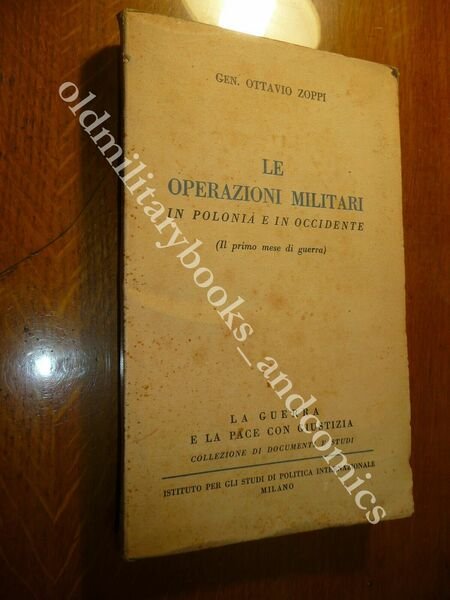 GEN. OTTAVIO ZOPPI
LE
OPERAZIONI MILITARI
IN POLONIA E IN OCCIDENTE
(Il primo mese di guerra)
LA GUERRA
E LA PACE CON GIUSTIZIA
COLLEZIONE DI DOCUMENTI E STUDI
ISTITUTO PER GLI STUDI DI POLITICA INTERNAZIONALE
MILANO
oldmilitarybooks_andcomics